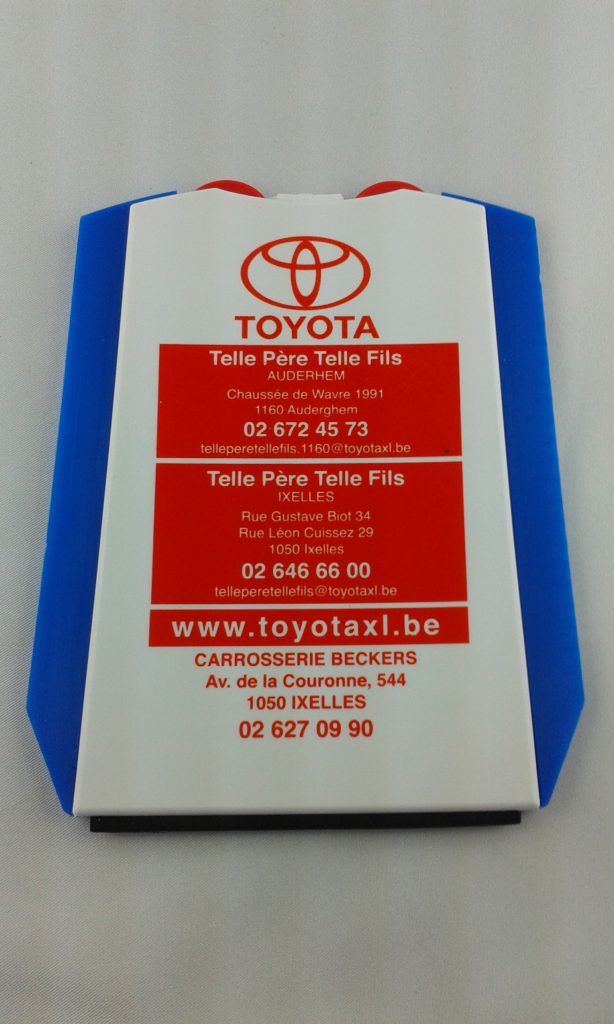 TOYOTA
Telle Père Telle Fils
AUDERHEM
Chaussée de Wavre 1991
1160 Auderghem
02 672 45 73
telleperetellefils.1160@toyotaxl.be
Telle Père Telle Fils
IXELLES
Rue Gustave Biot 34
Rue Léon Cuissez 29
1050 Ixelles
02 646 66 00
telleperetellefils@toyotaxl.be
www.toyotaxl.be
CARROSSERIE BECKERS
Av. de la Couronne, 544
1050 IXELLES
02 627 09 90